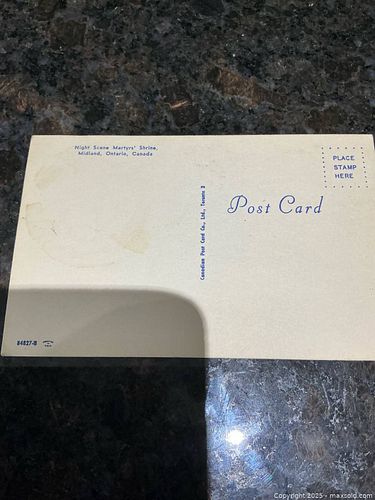 Night Scene Martyrs' Shrine,
Midland, Ontario, Canada
PLACE
STAMP
HERE
Post Card
Canadian Post Card Co., Ltd., Toronto 3
84827-B
Copyright 2025 - maxsold.com